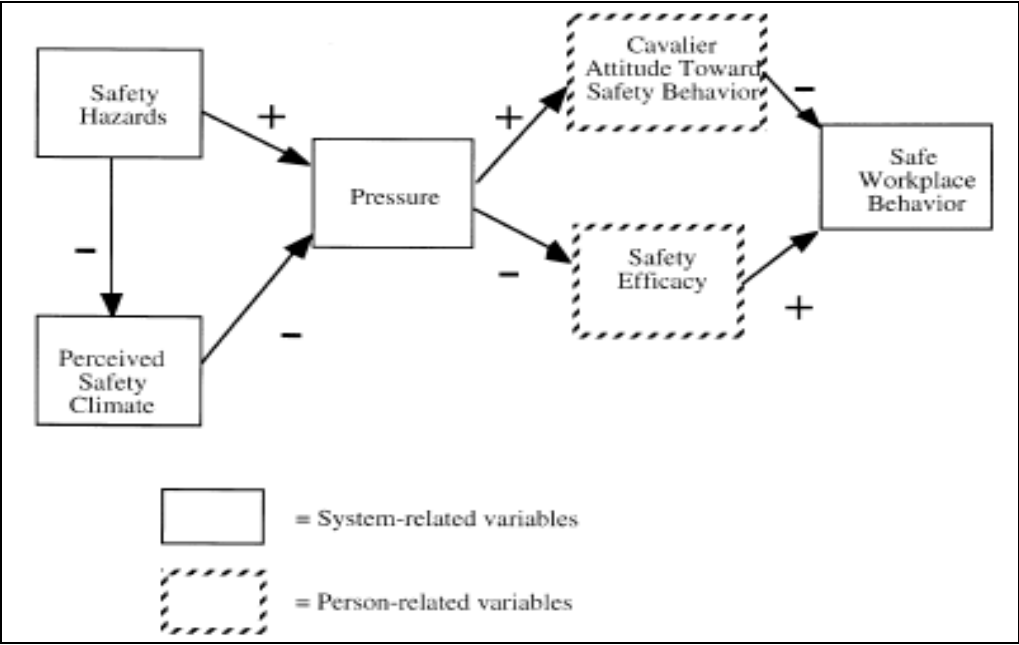 Safety
Hazards
+
–
Perceived
Safety
Climate
–
Pressure
+
Cavalier
Attitude Toward
Safety Behavior
–
–
Safety
Efficacy
+
Safe
Workplace
Behavior
= System-related variables
= Person-related variables